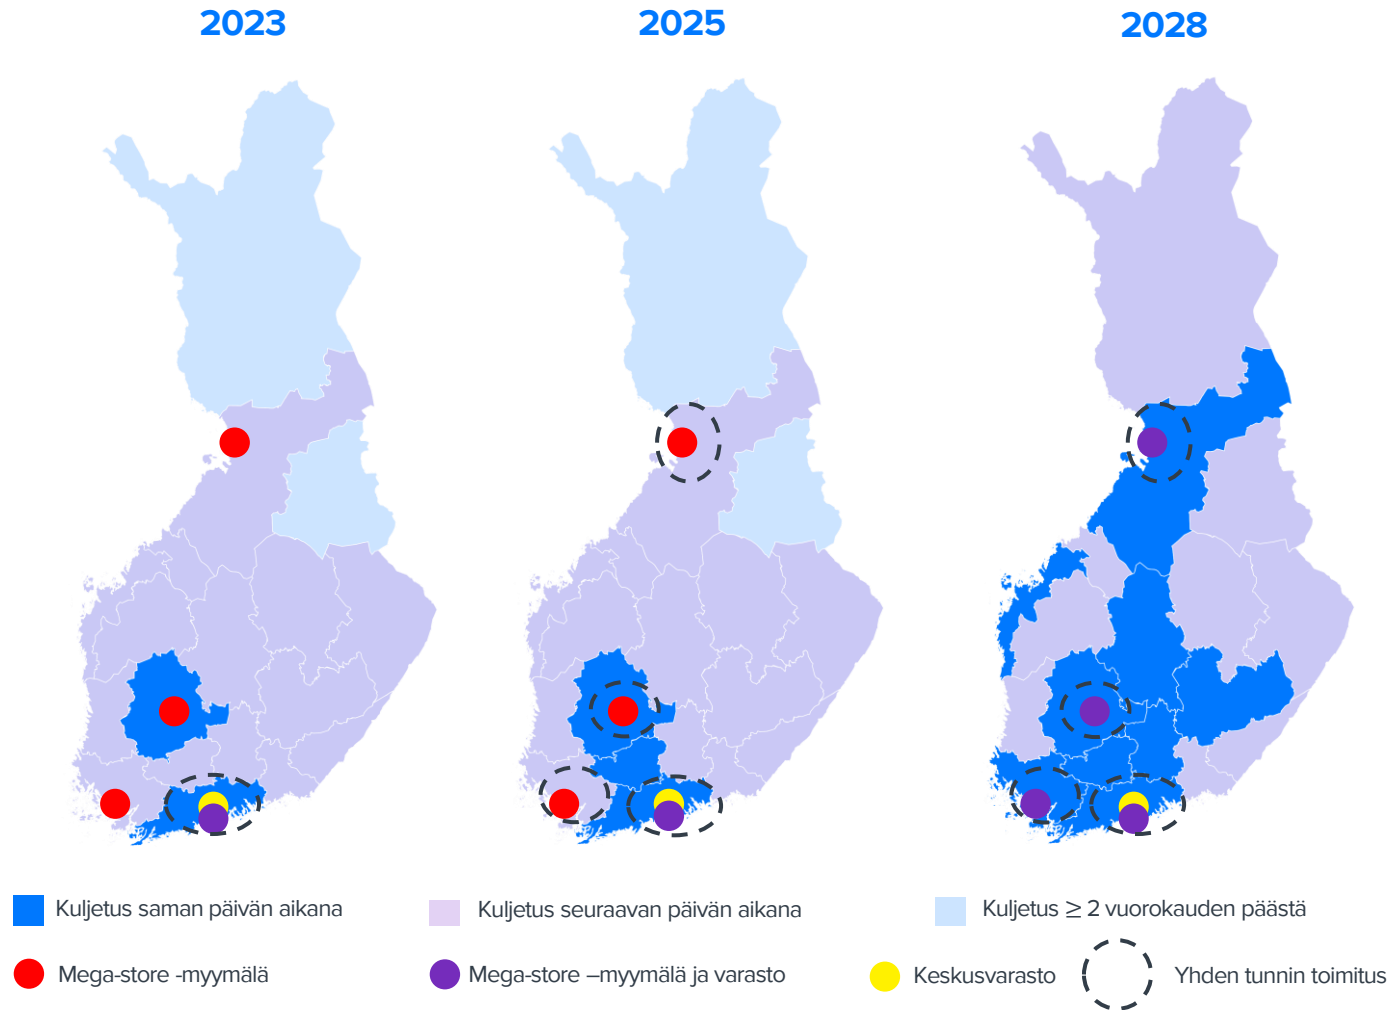 2023
2025
2028
Kuljetus saman päivän aikana
Kuljetus seuraavan päivän aikana
Kuljetus ≥ 2 vuorokauden päästä
Mega-store -myymälä
Mega-store –myymälä ja varasto
Keskusvarasto
Yhden tunnin toimitus